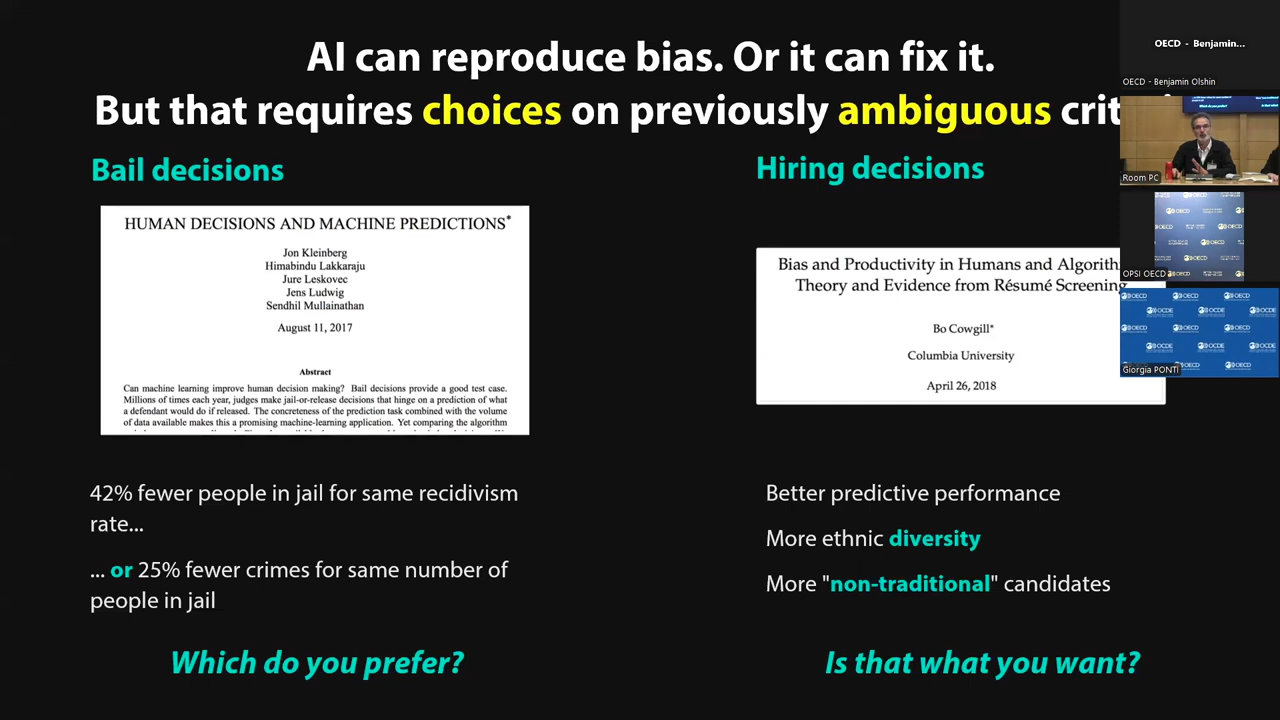 AI can reproduce bias. Or it can fix it.
But that requires choices on previously ambiguous
Bail decisions
HUMAN DECISIONS AND MACHINE PREDICTIONS*
Jon Kleinberg
Himabindu Lakkaraju
Jure Leskovec
Jens Ludwig
Sendhil Mullainathan
August 11, 2017
Abstract
Can machine learning improve human decision making? Bail decisions provide a good test case.
Millions of times each year, judges make jail-or-release decisions that hinge on a prediction of what
a defendant would do if released. The concreteness of the prediction task combined with the volume
of data available makes this a promising machine-learning application. Yet comparing the algorithm
42% fewer people in jail for same recidivism
rate...
... or 25% fewer crimes for same number of
people in jail
Which do you prefer?
Hiring decisions
Bias and Productivity in Humans and
Theory and Evidence from Résumé Screening
Bo Cowgill*
Columbia University
April 26, 2018
Better predictive performance
More ethnic diversity
More "non-traditional" candidates
Is that what you want?
OECD - Benjamin...
OECD - Benjamin Olshin
Room PC
OPSI OECD
Giorgia PONTI